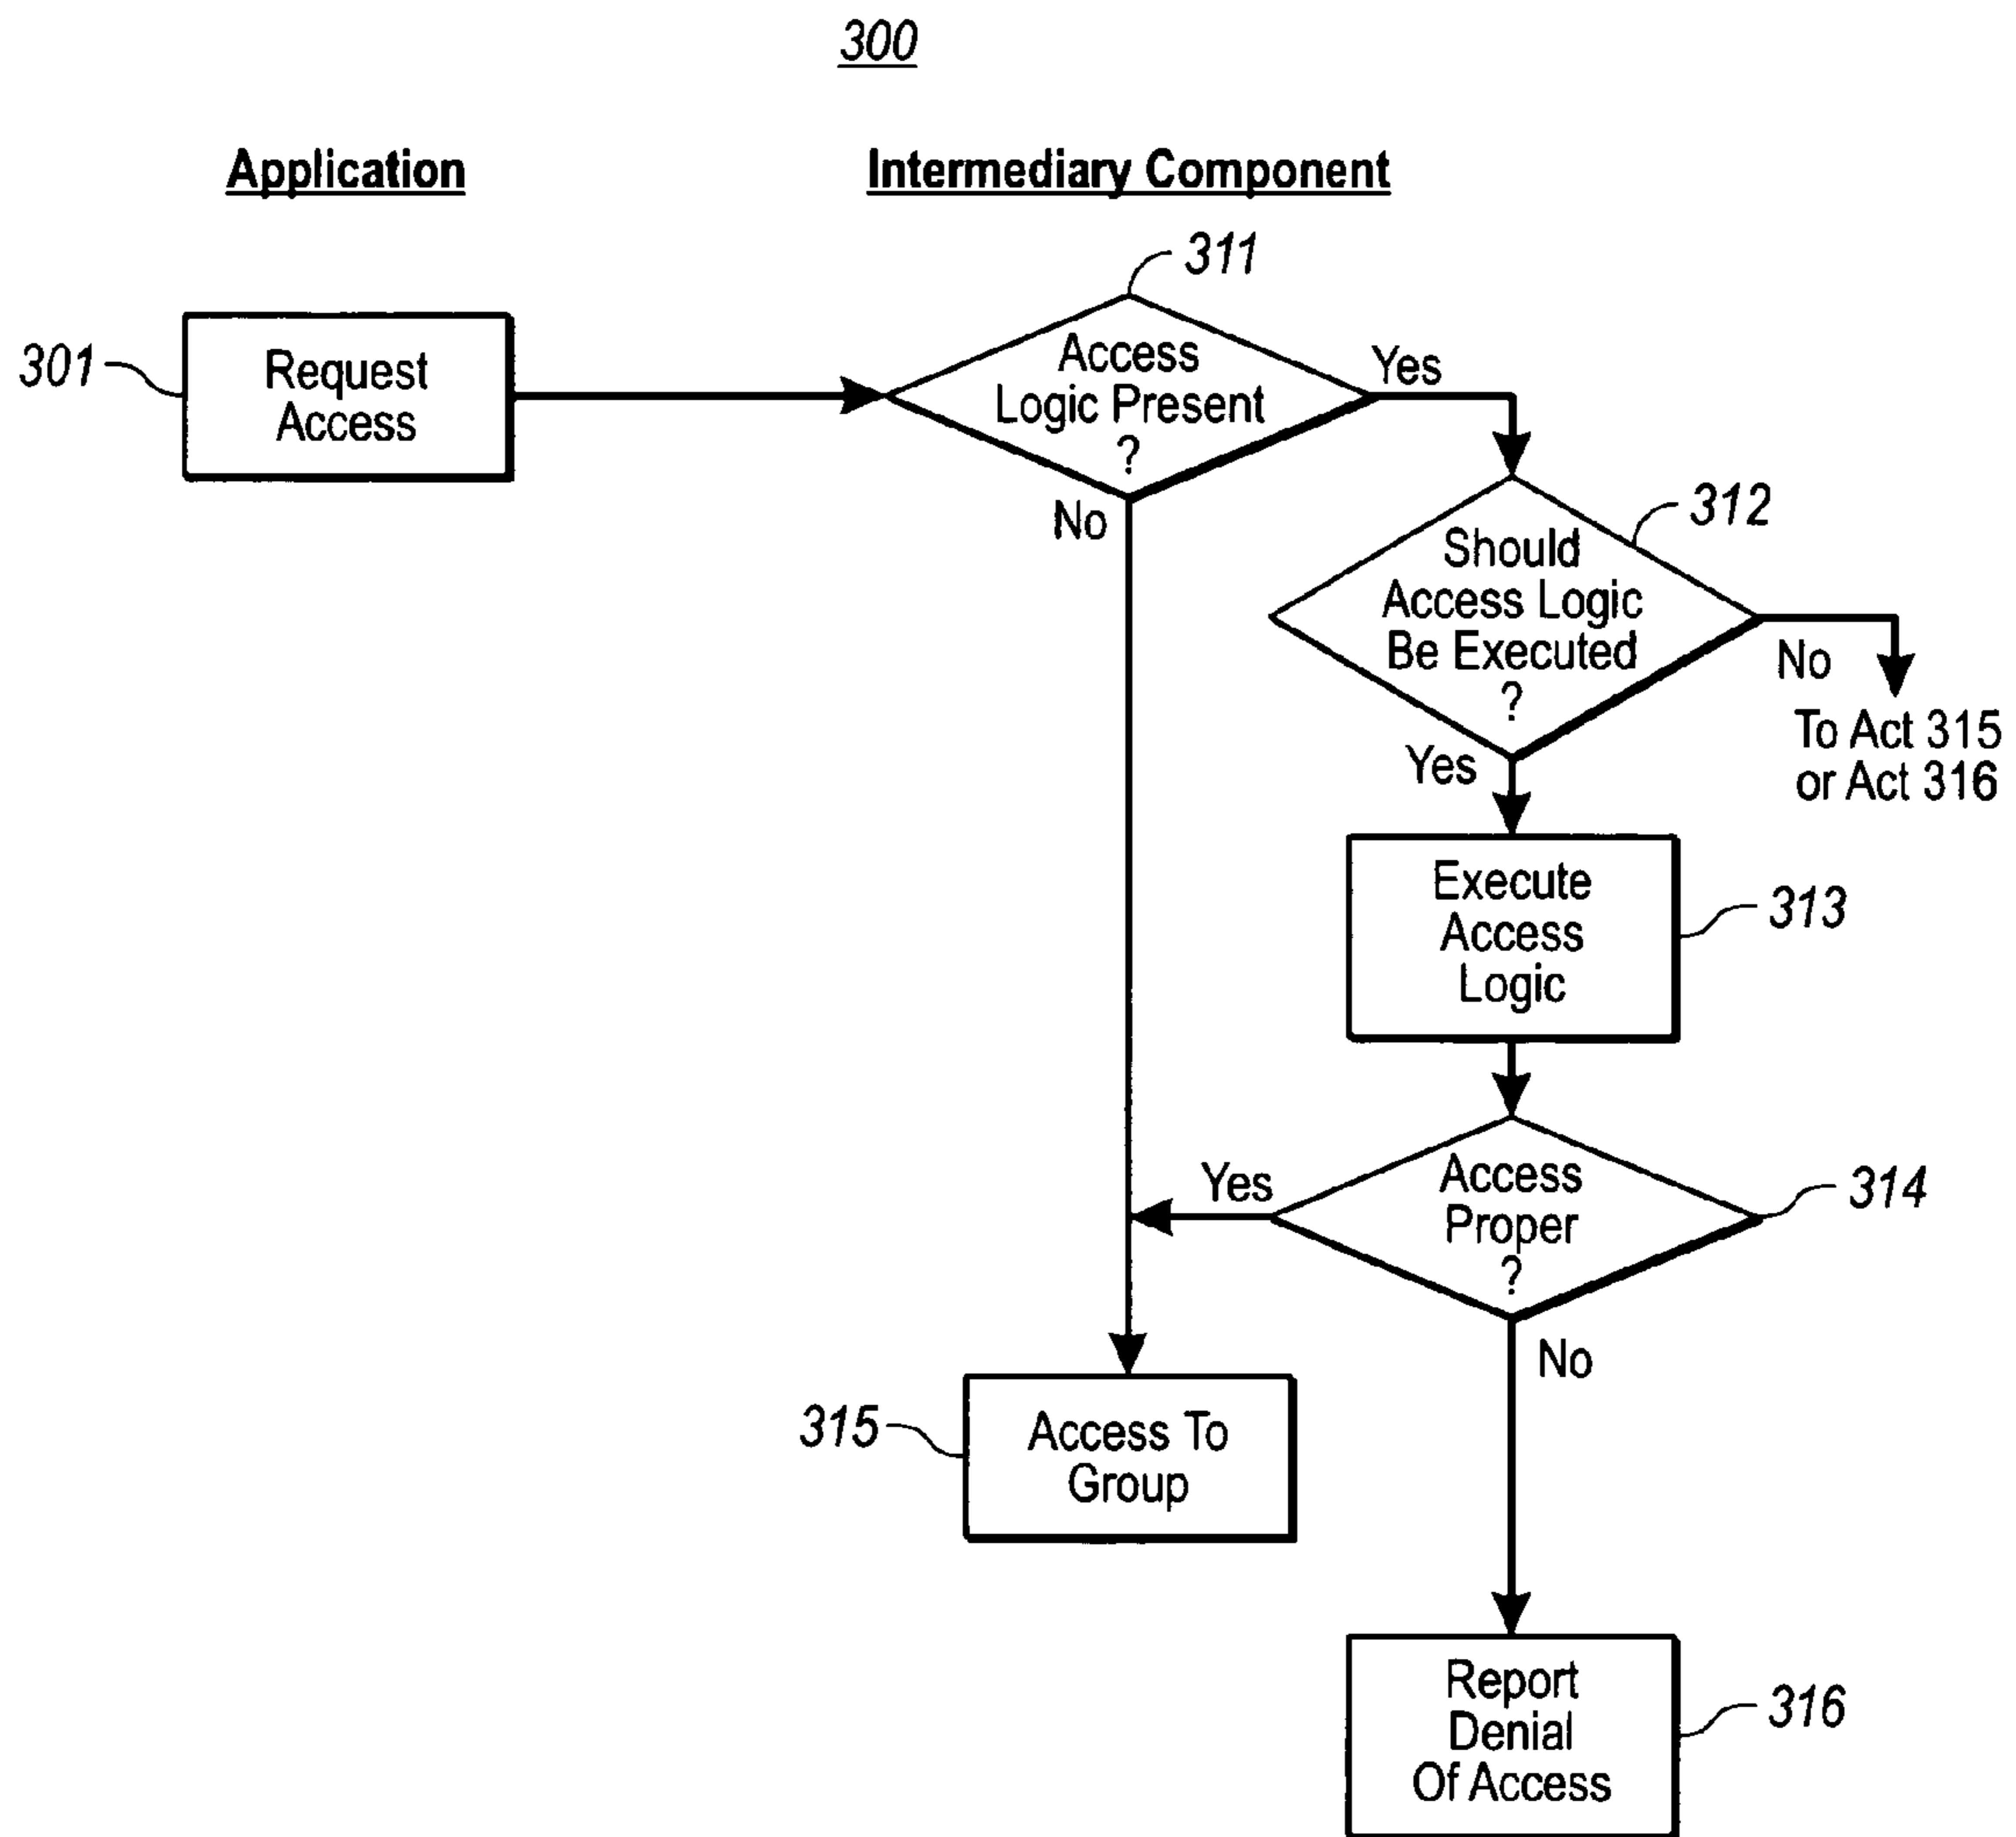 300
Application
Intermediary Component
311
301
Request
Access
Access
Logic Present
?
Yes
No
312
Should
Access Logic
Be Executed
?
No
To Act 315
or Act 316
Yes
Execute
Access
Logic
313
Access
Proper
?
Yes
314
No
315
Access To
Group
Report
Denial
Of Access
316